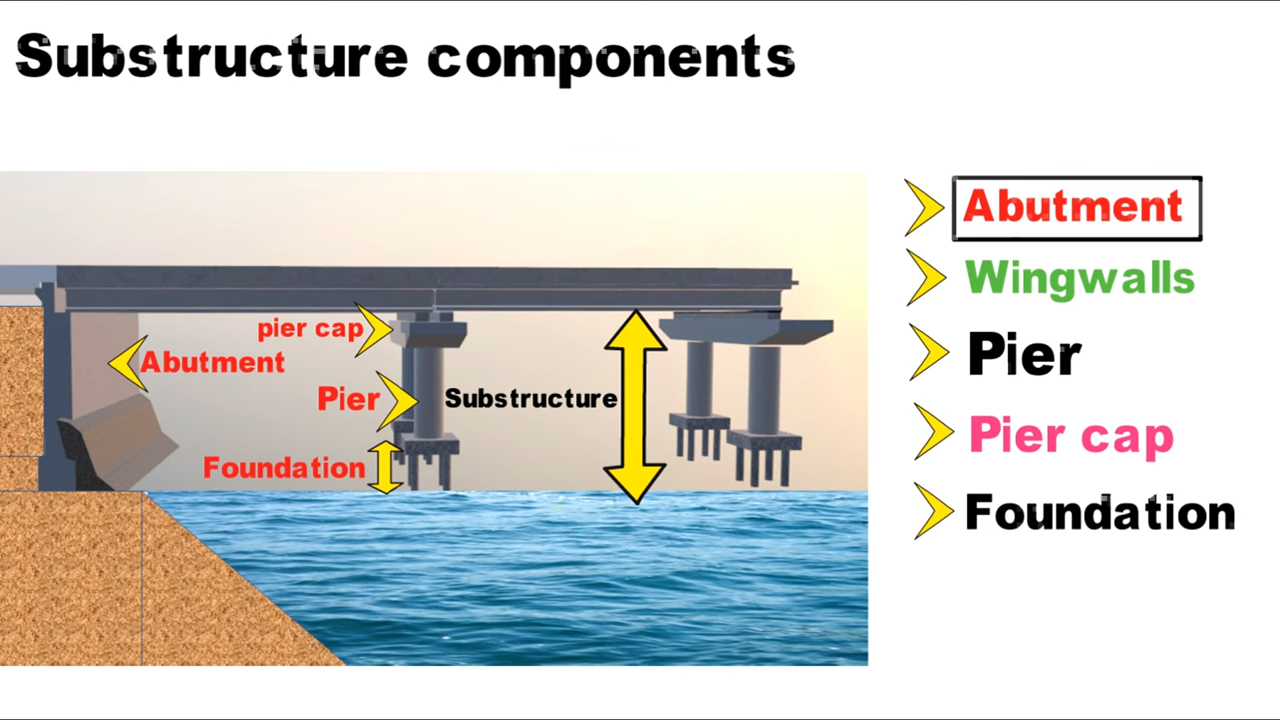 Substructure components
Abutment
Wingwalls
Pier
Pier cap
Foundation
pier cap
Abutment
Pier
Substructure
Foundation